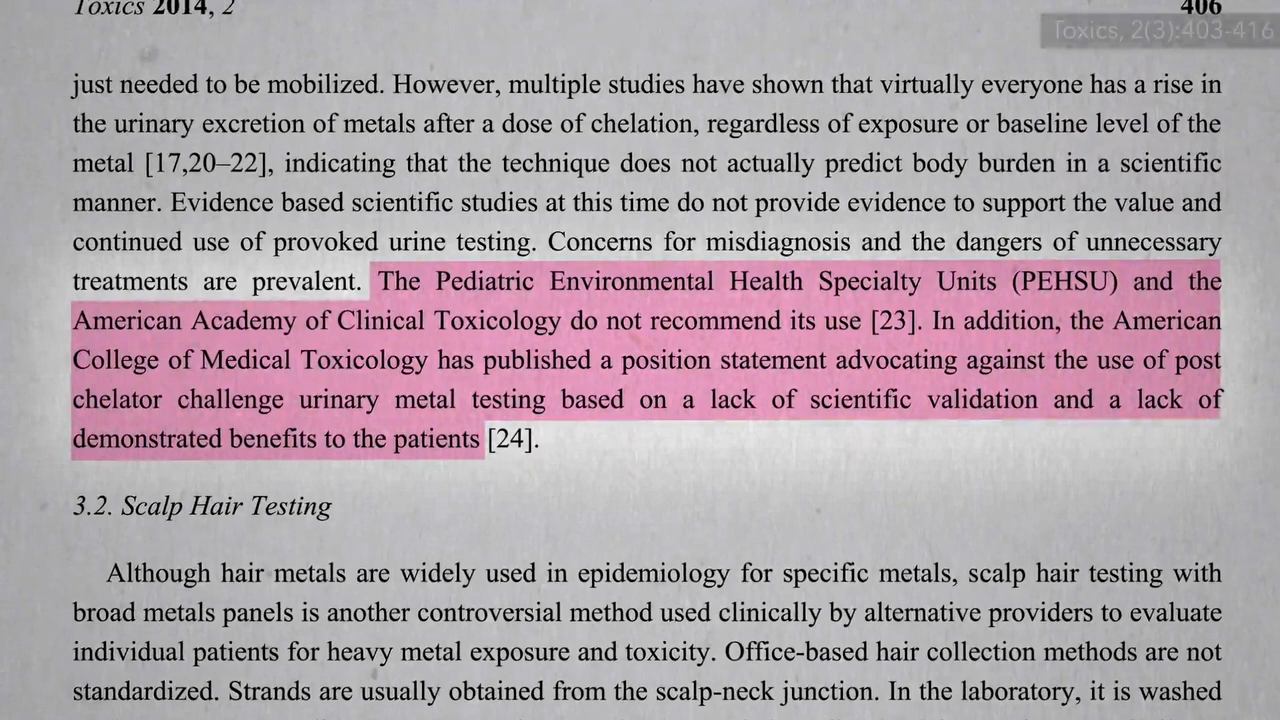 Toxics 2014, 2 406
Toxics, 2(3):403-416
just needed to be mobilized. However, multiple studies have shown that virtually everyone has a rise in
the urinary excretion of metals after a dose of chelation, regardless of exposure or baseline level of the
metal [17,20–22], indicating that the technique does not actually predict body burden in a scientific
manner. Evidence based scientific studies at this time do not provide evidence to support the value and
continued use of provoked urine testing. Concerns for misdiagnosis and the dangers of unnecessary
treatments are prevalent. The Pediatric Environmental Health Specialty Units (PEHSU) and the
American Academy of Clinical Toxicology do not recommend its use [23]. In addition, the American
College of Medical Toxicology has published a position statement advocating against the use of post
chelator challenge urinary metal testing based on a lack of scientific validation and a lack of
demonstrated benefits to the patients [24].
3.2. Scalp Hair Testing
Although hair metals are widely used in epidemiology for specific metals, scalp hair testing with
broad metals panels is another controversial method used clinically by alternative providers to evaluate
individual patients for heavy metal exposure and toxicity. Office-based hair collection methods are not
standardized. Strands are usually obtained from the scalp-neck junction. In the laboratory, it is washed